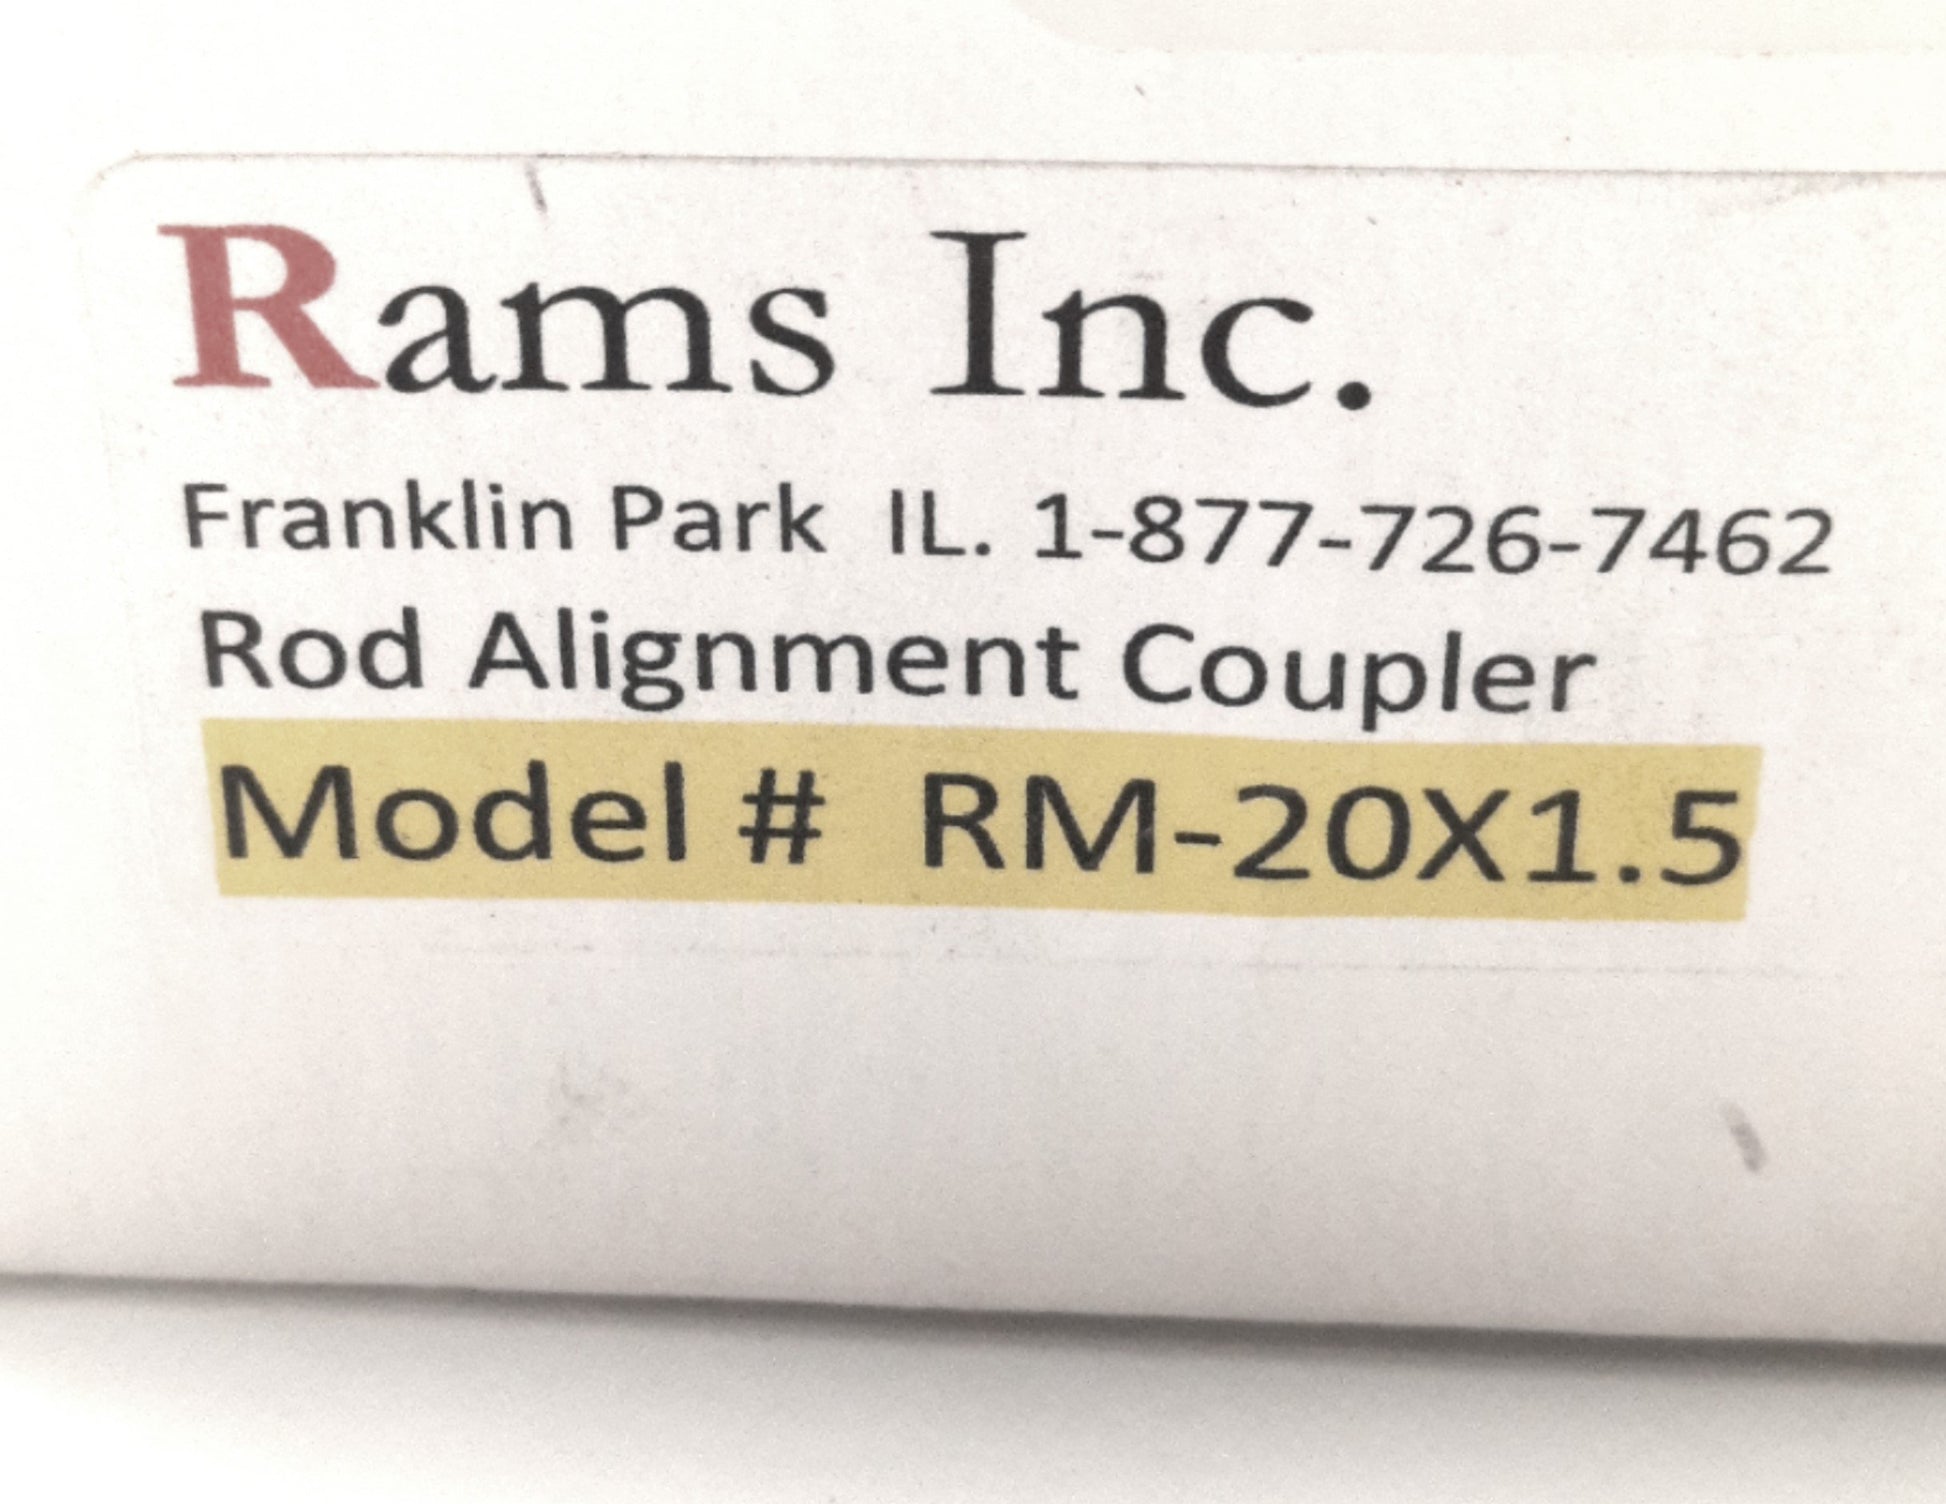 Rams Inc.
Franklin Park IL. 1-877-726-7462
Rod Alignment Coupler
Model # RM-20X1.5